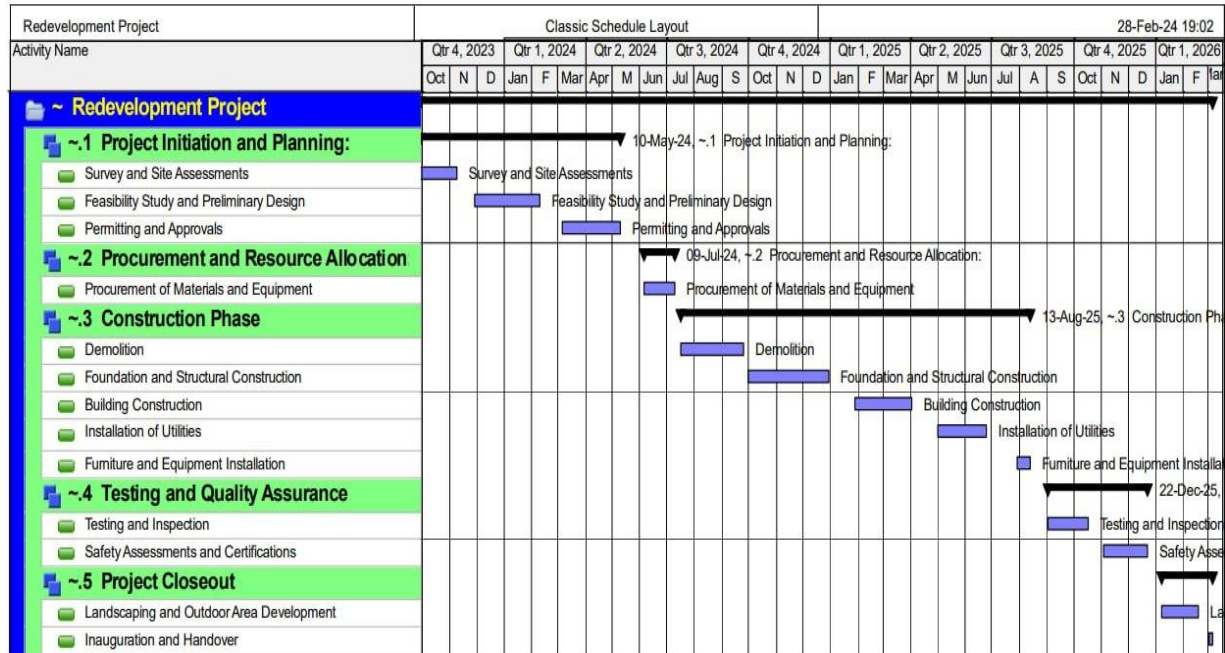 Redevelopment Project Classic Schedule Layout 28-Feb-24 19:02
Activity Name Qtr 4, 2023 Qtr 1, 2024 Qtr 2, 2024 Qtr 3, 2024 Qtr 4, 2024 Qtr 1, 2025 Qtr 2, 2025 Qtr 3, 2025 Qtr 4, 2025 Qtr 1, 2026
Oct N D Jan F Mar Apr M Jun Jul Aug S Oct N D Jan F Mar Apr M Jun Jul A S Oct N D Jan F
~ Redevelopment Project
~.1 Project Initiation and Planning: 10-May-24, ~.1 Project Initiation and Planning:
Survey and Site Assessments Survey and Site Assessments
Feasibility Study and Preliminary Design Feasibility Study and Preliminary Design
Permitting and Approvals Permitting and Approvals
~.2 Procurement and Resource Allocation 09-Jul-24, ~.2 Procurement and Resource Allocation:
Procurement of Materials and Equipment Procurement of Materials and Equipment
~.3 Construction Phase 13-Aug-25, ~.3 Construction Pha
Demolition Demolition
Foundation and Structural Construction Foundation and Structural Construction
Building Construction Building Construction
Installation of Utilities Installation of Utilities
Furniture and Equipment Installation Furniture and Equipment Installa
~.4 Testing and Quality Assurance 22-Dec-25,
Testing and Inspection Testing and Inspection
Safety Assessments and Certifications Safety Asse
~.5 Project Closeout
Landscaping and Outdoor Area Development La
Inauguration and Handover